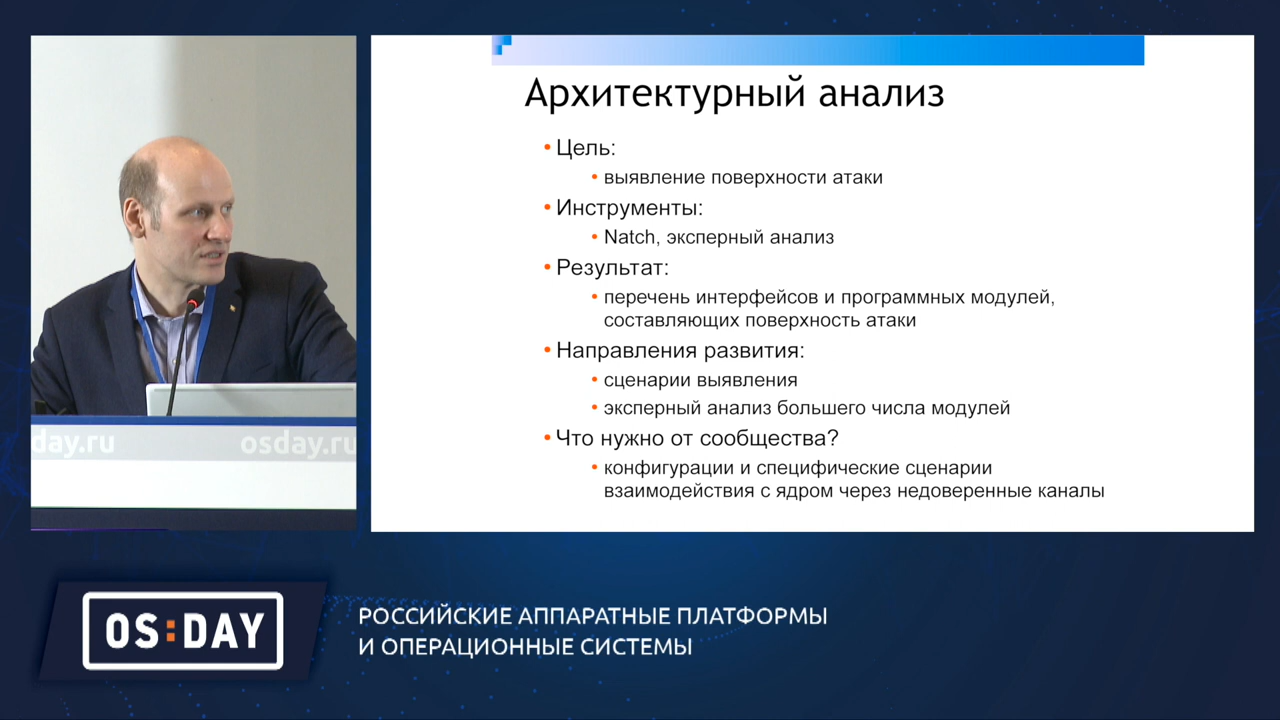 Архитектурный анализ
• Цель:
• выявление поверхности атаки
• Инструменты:
• Natch, эксперный анализ
• Результат:
• перечень интерфейсов и программных модулей,
составляющих поверхность атаки
• Направления развития:
• сценарии выявления
• эксперный анализ большего числа модулей
• Что нужно от сообщества?
• конфигурации и специфические сценарии
взаимодействия с ядром через недоверенные каналы
day.ru osday.ru
OS:DAY
РОССИЙСКИЕ АППАРАТНЫЕ ПЛАТФОРМЫ
И ОПЕРАЦИОННЫЕ СИСТЕМЫ